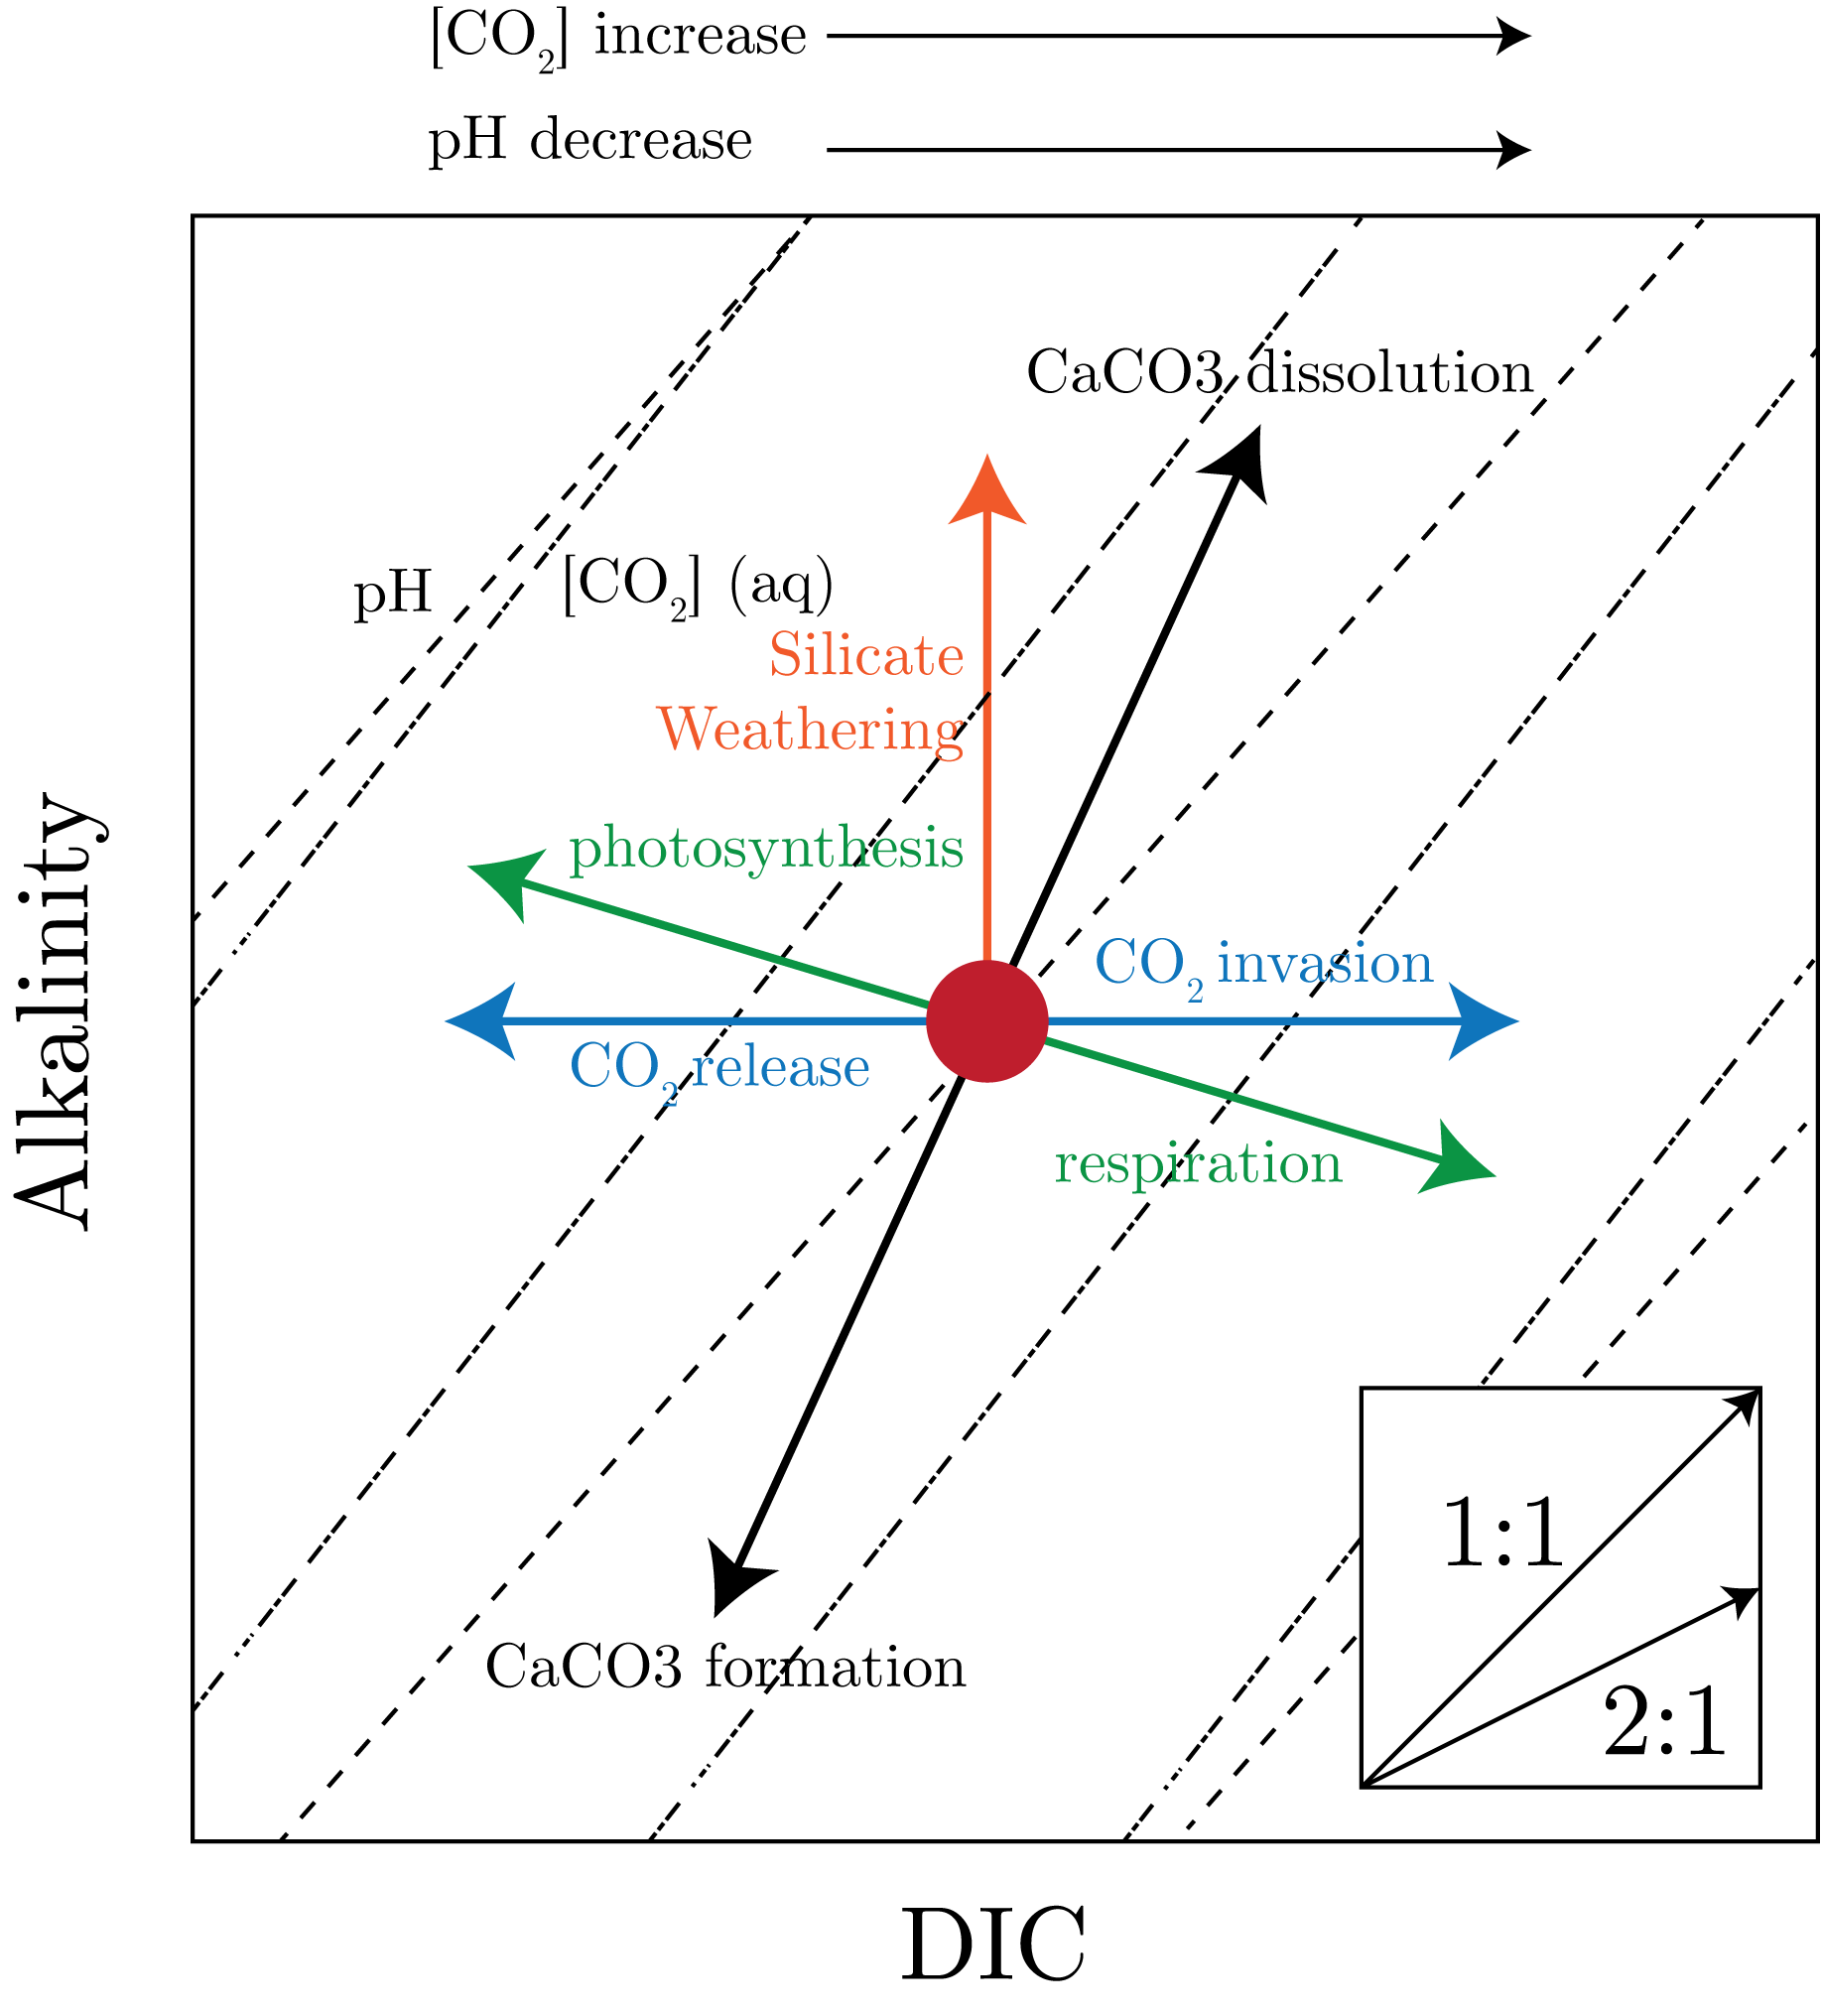 [CO₂] increase
pH decrease
CaCO3 dissolution
pH
[CO₂] (aq)
Silicate
Weathering
photosynthesis
CO₂ invasion
CO₂ release
respiration
Alkalinity
1:1
CaCO3 formation
2:1
DIC